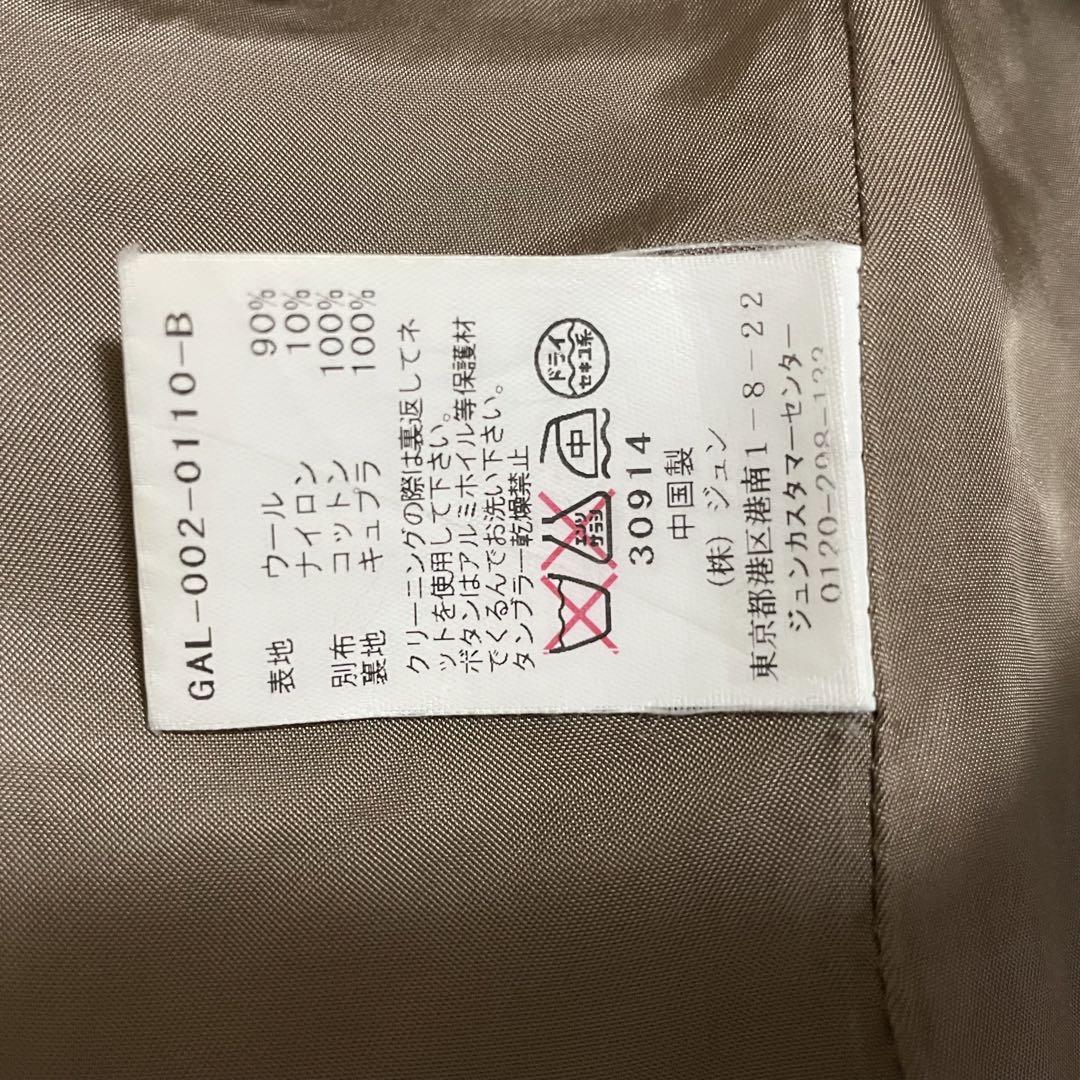 GAL-002-0110-B
表地 ウール 90%
ナイロン 10%
別布 コットン 100%
裏地 キュプラ 100%
クリーニングの際は裏返してネ
ットを使用して下さい。
ボタンはアルミホイル等保護材
でくるんでお洗い下さい。
タンブラー乾燥禁止
エンソ
サラシ
中
ドライ
セキユ系
30914
中国製
(株)ジュン
東京都港区港南1-8-22
ジュンカスタマーセンター
0120-298-133